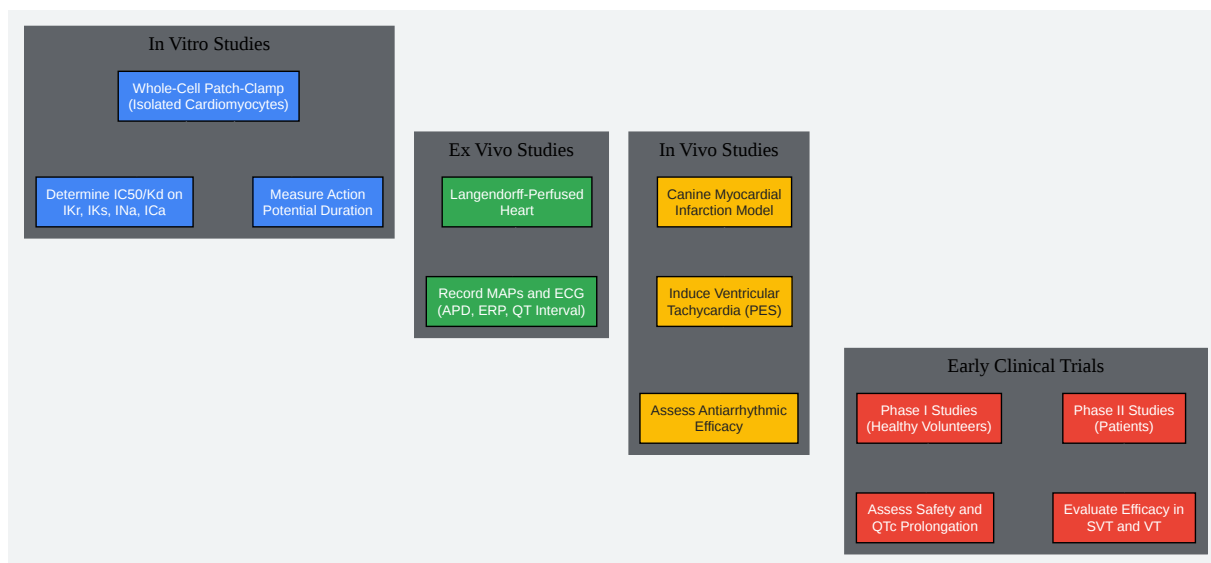 In Vitro Studies
Whole-Cell Patch-Clamp
(Isolated Cardiomyocytes)
Determine IC50/Kd on
IKr, IKs, INa, ICa
Measure Action
Potential Duration
Ex Vivo Studies
Langendorff-Perfused
Heart
Record MAPs and ECG
(APD, ERP, QT Interval)
In Vivo Studies
Canine Myocardial
Infarction Model
Induce Ventricular
Tachycardia (PES)
Assess Antiarrhythmic
Efficacy
Early Clinical Trials
Phase I Studies
(Healthy Volunteers)
Phase II Studies
(Patients)
Assess Safety and
QTc Prolongation
Evaluate Efficacy in
SVT and VT